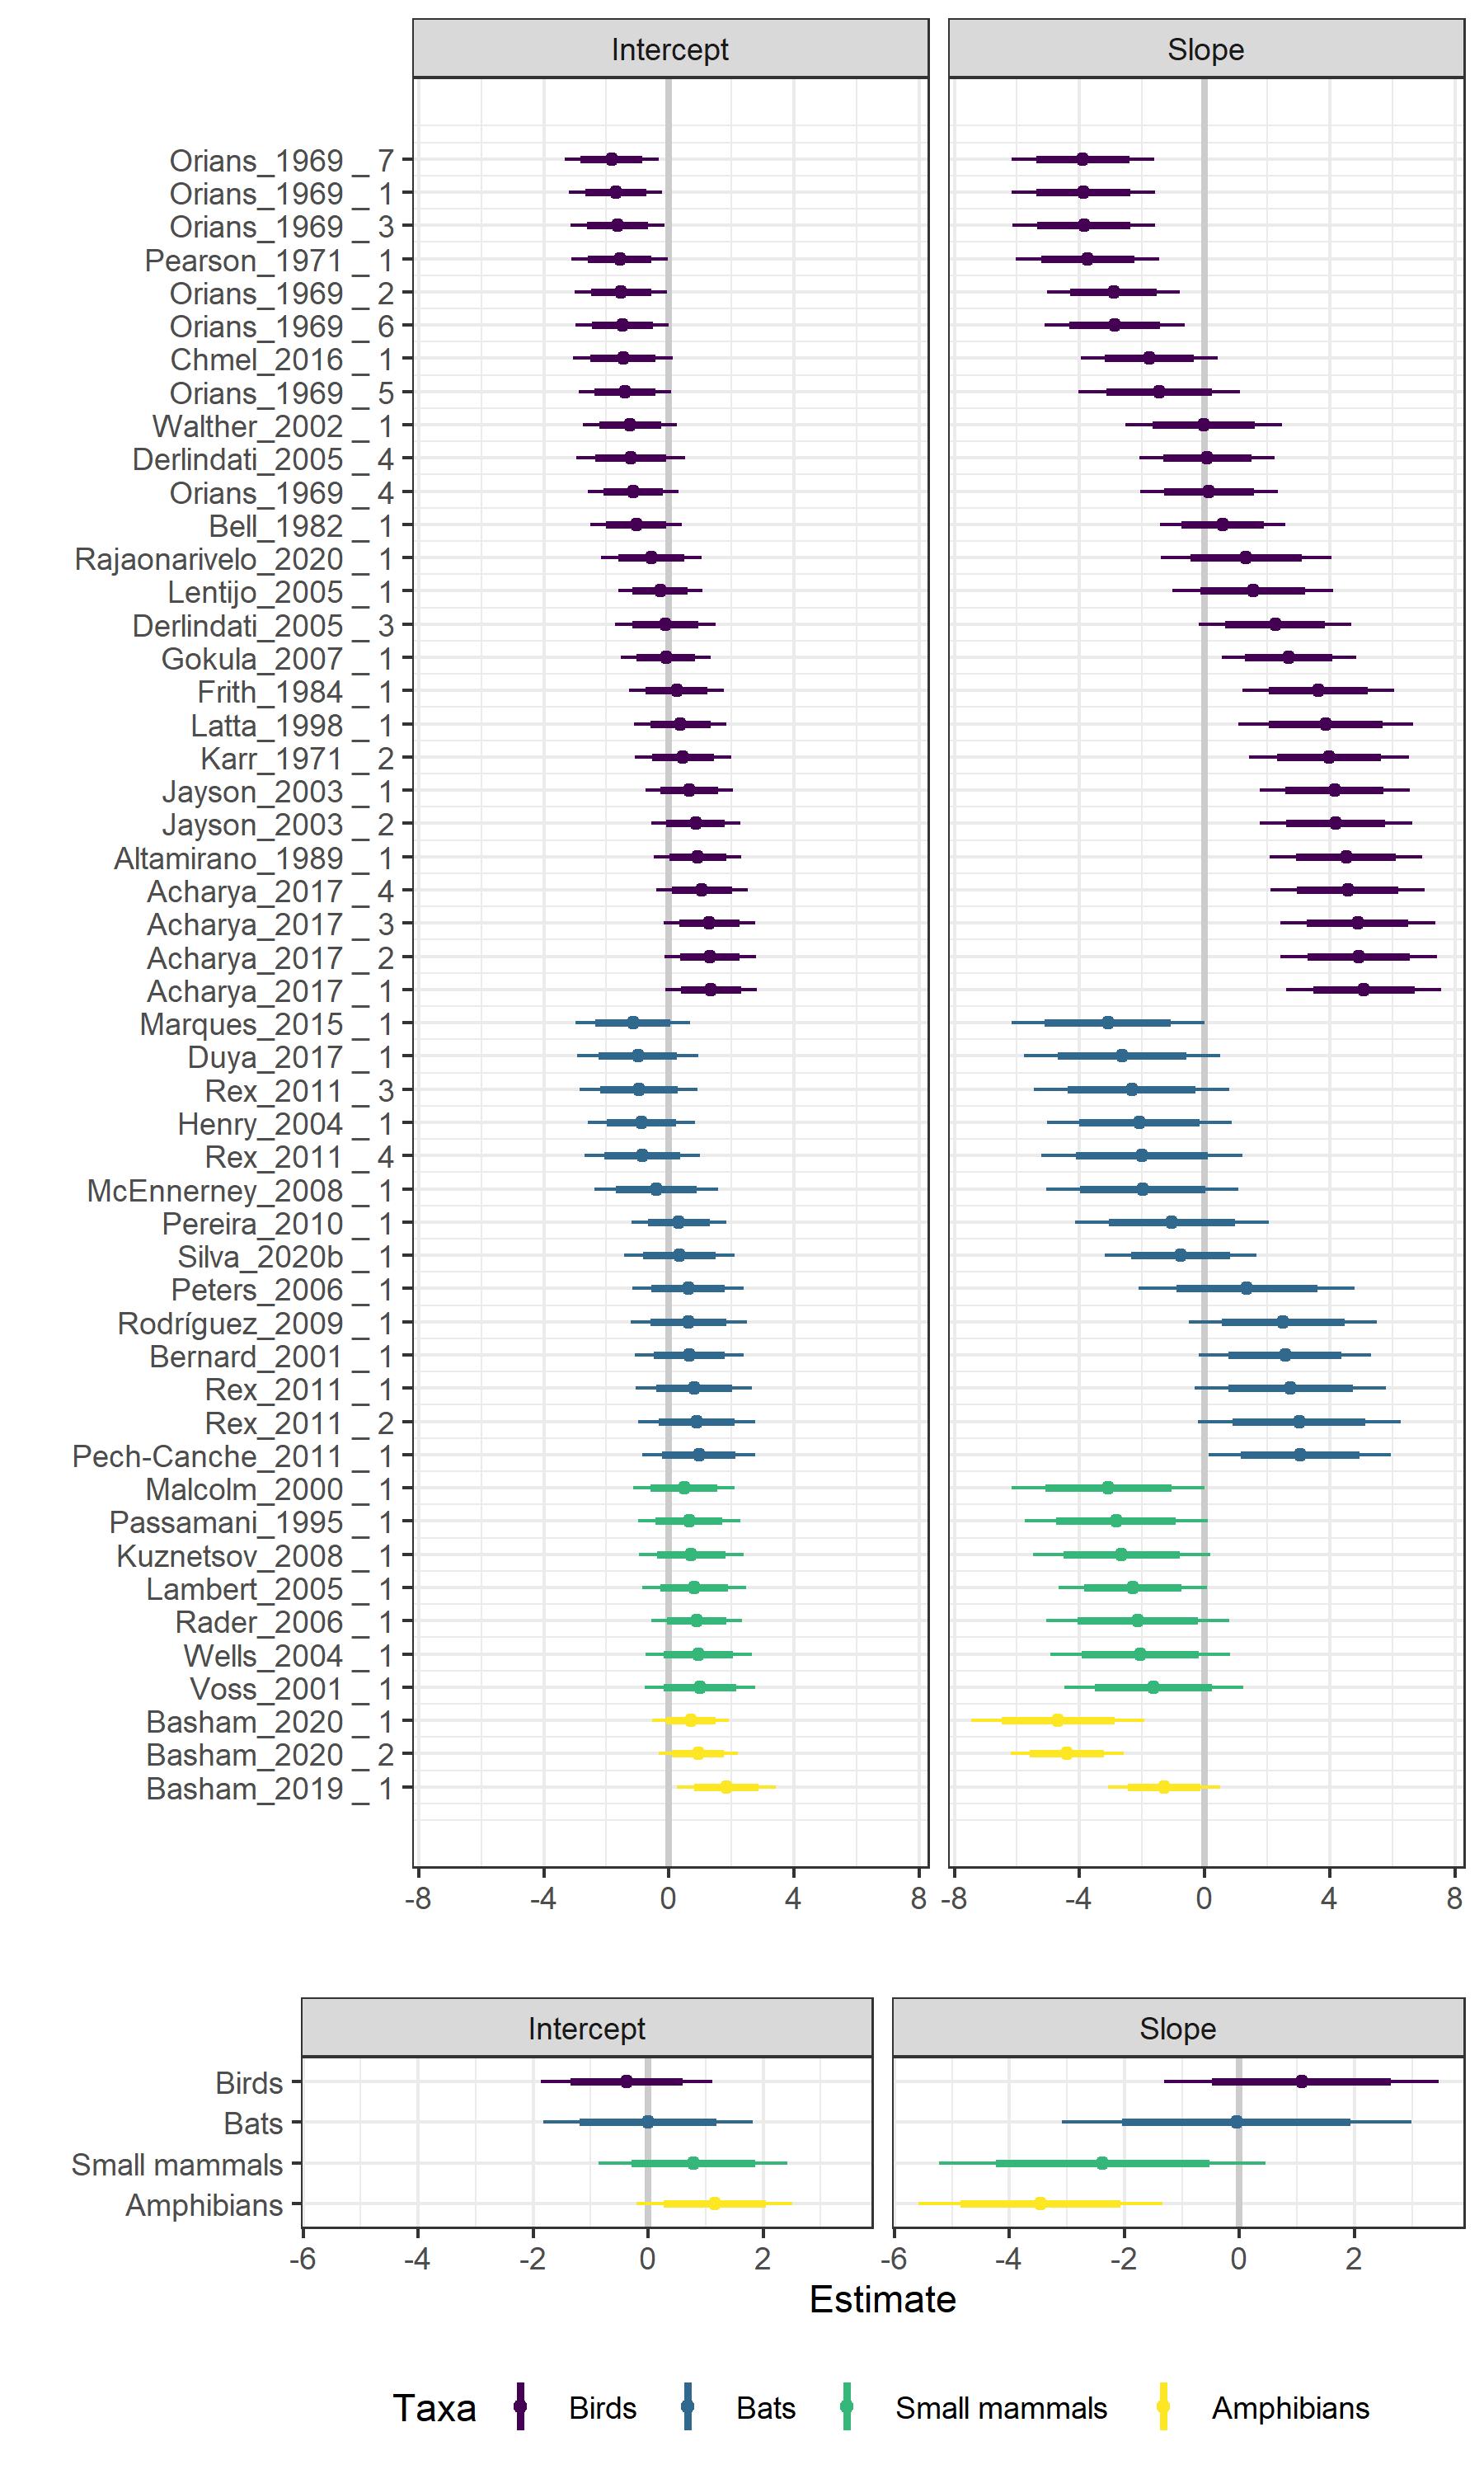 Intercept Slope
Orians_1969 _ 7
Orians_1969 _ 1
Orians_1969 _ 3
Pearson_1971 _ 1
Orians_1969 _ 2
Orians_1969 _ 6
Chmel_2016 _ 1
Orians_1969 _ 5
Walther_2002 _ 1
Derlindati_2005 _ 4
Orians_1969 _ 4
Bell_1982 _ 1
Rajaonarivelo_2020 _ 1
Lentijo_2005 _ 1
Derlindati_2005 _ 3
Gokula_2007 _ 1
Frith_1984 _ 1
Latta_1998 _ 1
Karr_1971 _ 2
Jayson_2003 _ 1
Jayson_2003 _ 2
Altamirano_1989 _ 1
Acharya_2017 _ 4
Acharya_2017 _ 3
Acharya_2017 _ 2
Acharya_2017 _ 1
Marques_2015 _ 1
Duya_2017 _ 1
Rex_2011 _ 3
Henry_2004 _ 1
Rex_2011 _ 4
McEnnerney_2008 _ 1
Pereira_2010 _ 1
Silva_2020b _ 1
Peters_2006 _ 1
Rodríguez_2009 _ 1
Bernard_2001 _ 1
Rex_2011 _ 1
Rex_2011 _ 2
Pech-Canche_2011 _ 1
Malcolm_2000 _ 1
Passamani_1995 _ 1
Kuznetsov_2008 _ 1
Lambert_2005 _ 1
Rader_2006 _ 1
Wells_2004 _ 1
Voss_2001 _ 1
Basham_2020 _ 1
Basham_2020 _ 2
Basham_2019 _ 1
-8 -4 0 4 8 -8 -4 0 4 8
Intercept Slope
Birds
Bats
Small mammals
Amphibians
-6 -4 -2 0 2 -6 -4 -2 0 2
Estimate
Taxa Birds Bats Small mammals Amphibians